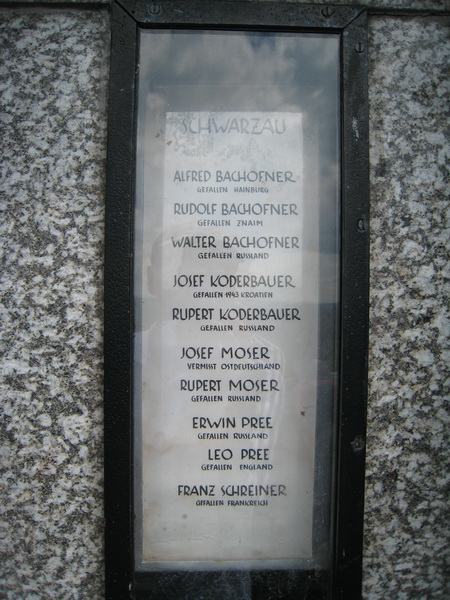 SCHWARZAU
ALFRED BACHOFNER
GEFALLEN HAINBURG
RUDOLF BACHOFNER
GEFALLEN ZNAIM
WALTER BACHOFNER
GEFALLEN RUSSLAND
JOSEF KODERBAUER
GEFALLEN 1943 KROATIEN
RUPERT KODERBAUER
GEFALLEN RUSSLAND
JOSEF MOSER
VERMISST OSTDEUTSCHLAND
RUPERT MOSER
GEFALLEN RUSSLAND
ERWIN PREE
GEFALLEN RUSSLAND
LEO PREE
GEFALLEN ENGLAND
FRANZ SCHREINER
GEFALLEN FRANKREICH